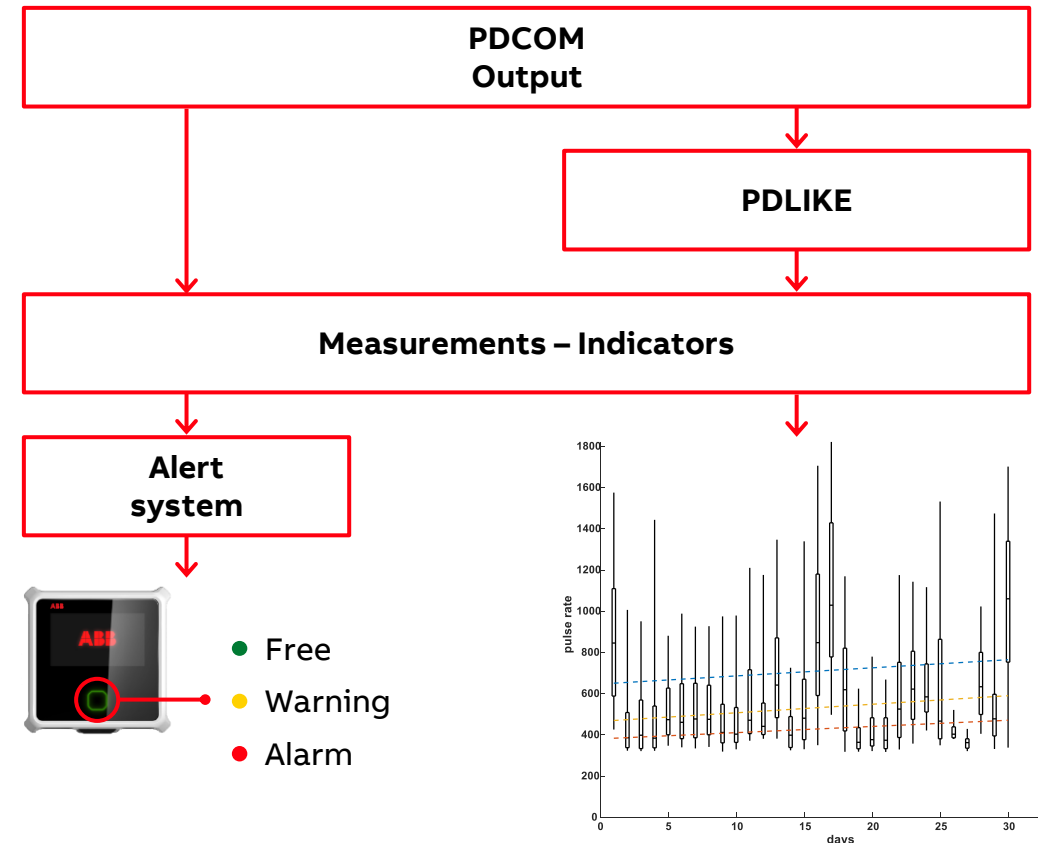 PDCOM
Output
PDLIKE
Measurements – Indicators
Alert
system
ABB
ABB
Free
Warning
Alarm
pulse rate
1800
1600
1400
1200
1000
800
600
400
200
0
0 5 10 15 20 25 30
days